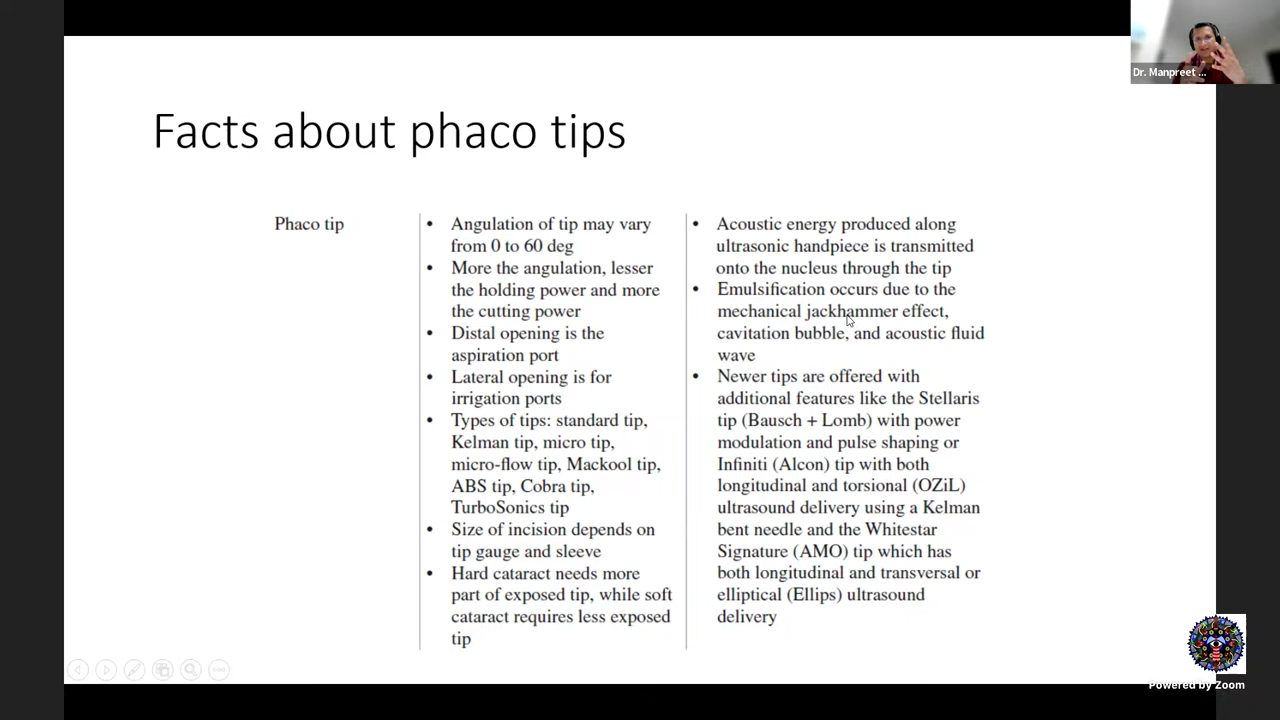 Dr. Manpreet ...
Facts about phaco tips
Phaco tip
• Angulation of tip may vary
from 0 to 60 deg
• More the angulation, lesser
the holding power and more
the cutting power
• Distal opening is the
aspiration port
• Lateral opening is for
irrigation ports
• Types of tips: standard tip,
Kelman tip, micro tip,
micro-flow tip, Mackool tip,
ABS tip, Cobra tip,
TurboSonics tip
• Size of incision depends on
tip gauge and sleeve
• Hard cataract needs more
part of exposed tip, while soft
cataract requires less exposed
tip
• Acoustic energy produced along
ultrasonic handpiece is transmitted
onto the nucleus through the tip
• Emulsification occurs due to the
mechanical jackhammer effect,
cavitation bubble, and acoustic fluid
wave
• Newer tips are offered with
additional features like the Stellaris
tip (Bausch + Lomb) with power
modulation and pulse shaping or
Infiniti (Alcon) tip with both
longitudinal and torsional (OZiL)
ultrasound delivery using a Kelman
bent needle and the Whitestar
Signature (AMO) tip which has
both longitudinal and transversal or
elliptical (Ellips) ultrasound
delivery
Powered by Zoom